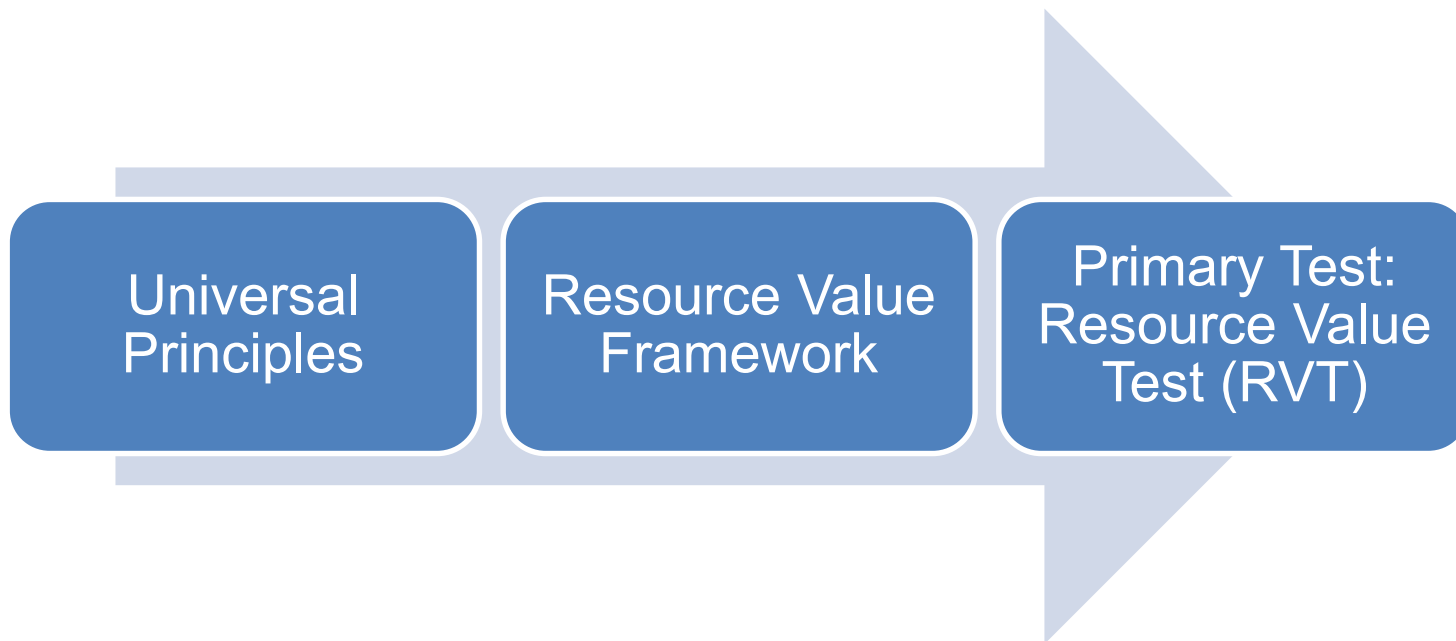 Universal
Principles
Resource Value
Framework
Primary Test:
Resource Value
Test (RVT)